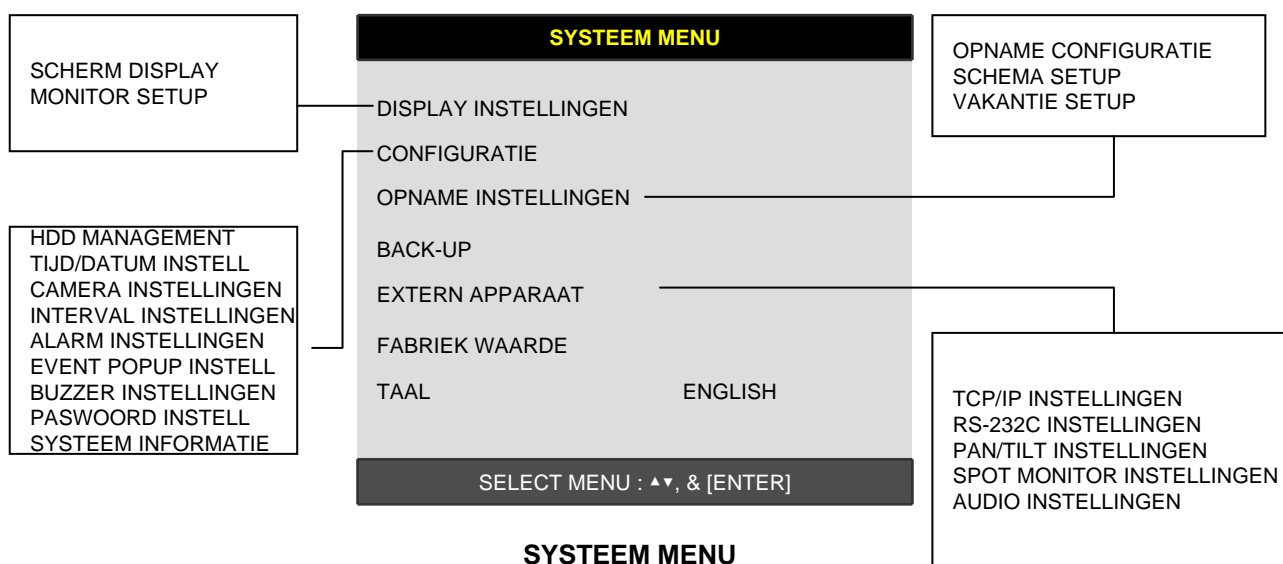 SCHERM DISPLAY
MONITOR SETUP
SYSTEEM MENU
DISPLAY INSTELLINGEN
CONFIGURATIE
OPNAME INSTELLINGEN
BACK-UP
EXTERN APPARAAT
FABRIEK WAARDE
TAAL ENGLISH
SELECT MENU : ▲▼, & [ENTER]
OPNAME CONFIGURATIE
SCHEMA SETUP
VAKANTIE SETUP
HDD MANAGEMENT
TIJD/DATUM INSTELL
CAMERA INSTELLINGEN
INTERVAL INSTELLINGEN
ALARM INSTELLINGEN
EVENT POPUP INSTELL
BUZZER INSTELLINGEN
PASWOORD INSTELL
SYSTEEM INFORMATIE
TCP/IP INSTELLINGEN
RS-232C INSTELLINGEN
PAN/TILT INSTELLINGEN
SPOT MONITOR INSTELLINGEN
AUDIO INSTELLINGEN
SYSTEEM MENU